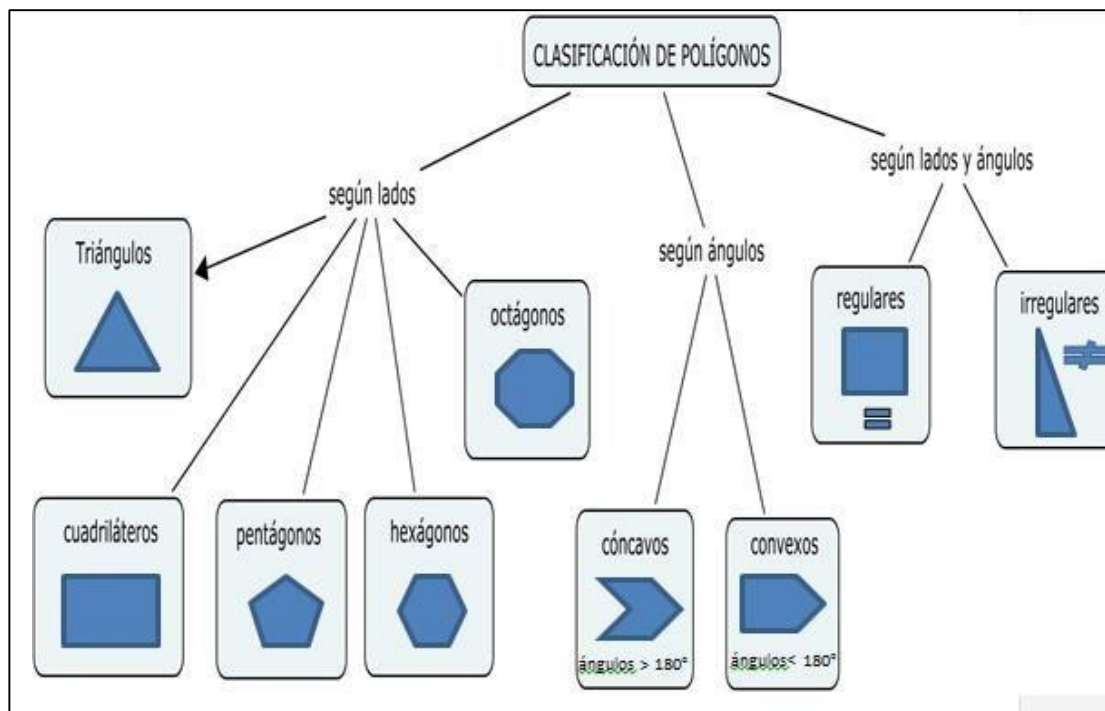 CLASIFICACIÓN DE POLÍGONOS
según lados
Triángulos
cuadriláteros
pentágonos
hexágonos
octágonos
según ángulos
cóncavos
ángulos > 180°
convexos
ángulos< 180°
según lados y ángulos
regulares
=
irregulares
≠